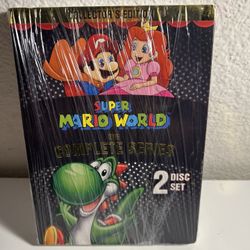 COLLECTOR'S EDITION
SUPER
MARIO WORLD
THE
COMPLETE SERIES
2 DISC
SET